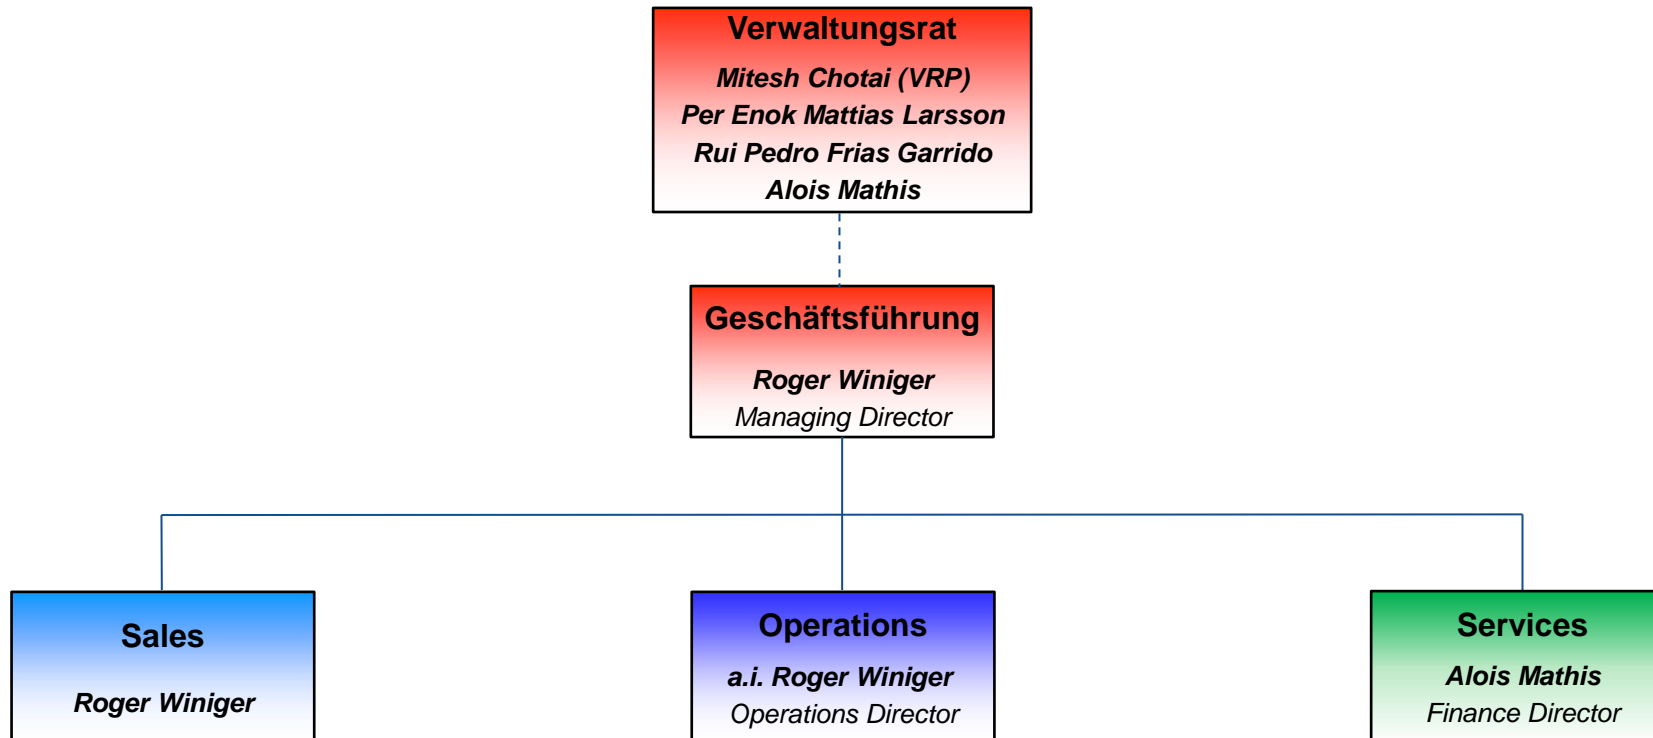 Verwaltungsrat
Mitesh Chotai (VRP)
Per Enok Mattias Larsson
Rui Pedro Frias Garrido
Alois Mathis
Geschäftsführung
Roger Winiger
Managing Director
Sales
Roger Winiger
Operations
a.i. Roger Winiger
Operations Director
Services
Alois Mathis
Finance Director